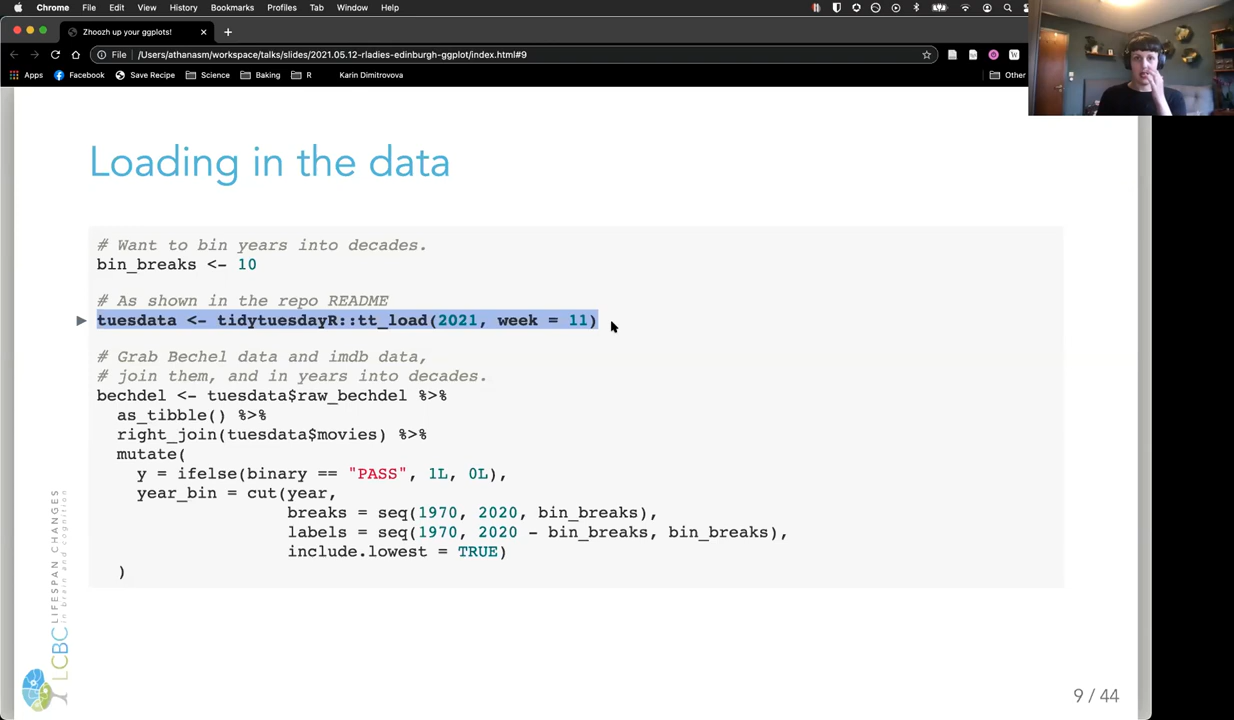 Chrome File Edit View History Bookmarks Profiles Tab Window Help
Zhoozh up your ggplots!
File /Users/athanasm/workspace/talks/slides/2021.05.12-rladies-edinburgh-ggplot/index.html#9
Apps Facebook Save Recipe Science Baking R Karin Dimitrovova Other
Loading in the data
# Want to bin years into decades.
bin_breaks <- 10
# As shown in the repo README
tuesdata <- tidytuesdayR::tt_load(2021, week = 11)
# Grab Bechel data and imdb data,
# join them, and in years into decades.
bechdel <- tuesdata$raw_bechdel %>%
as_tibble() %>%
right_join(tuesdata$movies) %>%
mutate(
y = ifelse(binary == "PASS", 1L, 0L),
year_bin = cut(year,
breaks = seq(1970, 2020, bin_breaks),
labels = seq(1970, 2020 - bin_breaks, bin_breaks),
include.lowest = TRUE)
)
LCBC LIFESPAN CHANGES
in brain and cognition
9 / 44